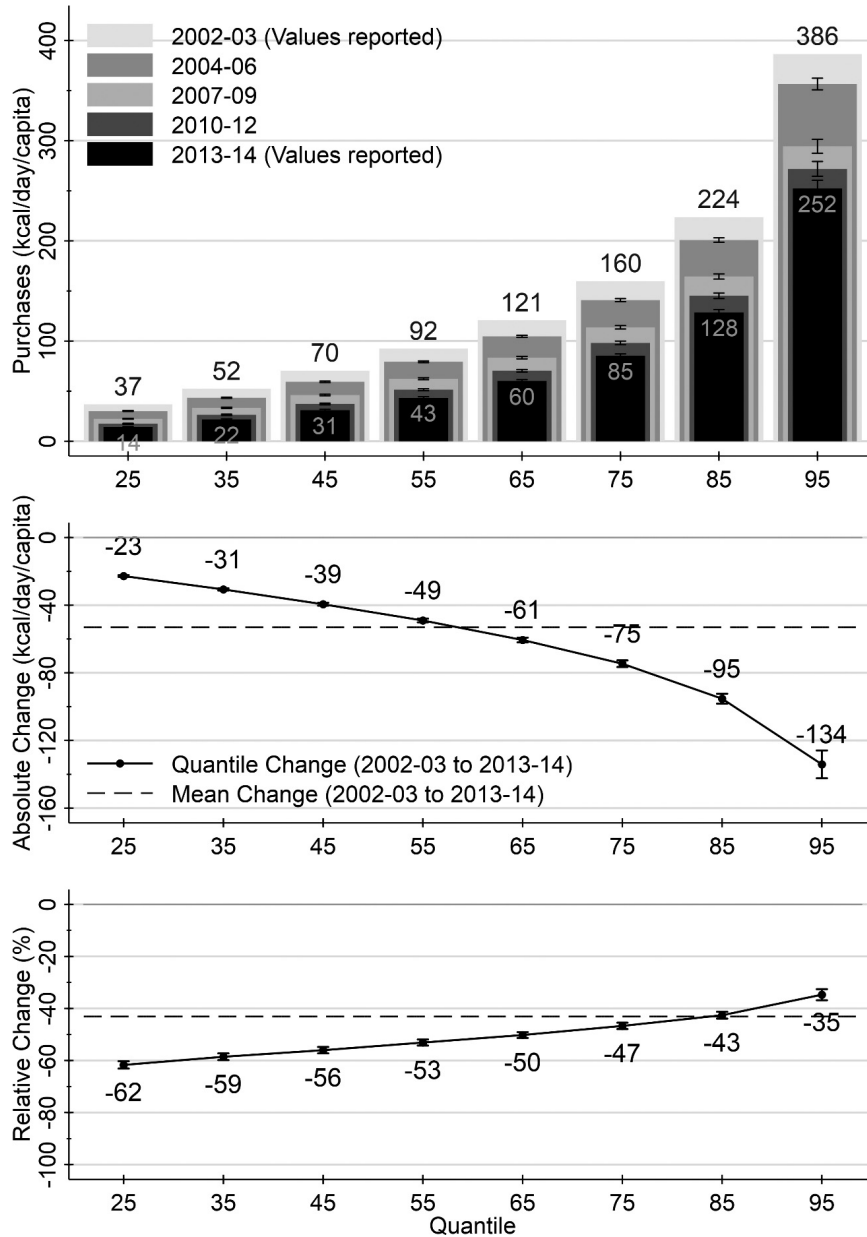 2002-03 (Values reported)
2004-06
2007-09
2010-12
2013-14 (Values reported)
Purchases (kcal/day/capita)
400
300
200
100
0
37 52 70 92 121 160 224 386
14 22 31 43 60 85 128 252
25 35 45 55 65 75 85 95
Absolute Change (kcal/day/capita)
0
-40
-80
-120
-160
-23 -31 -39 -49 -61 -75 -95 -134
Quantile Change (2002-03 to 2013-14)
Mean Change (2002-03 to 2013-14)
25 35 45 55 65 75 85 95
Relative Change (%)
0
-20
-40
-60
-80
-100
-62 -59 -56 -53 -50 -47 -43 -35
25 35 45 55 65 75 85 95
Quantile